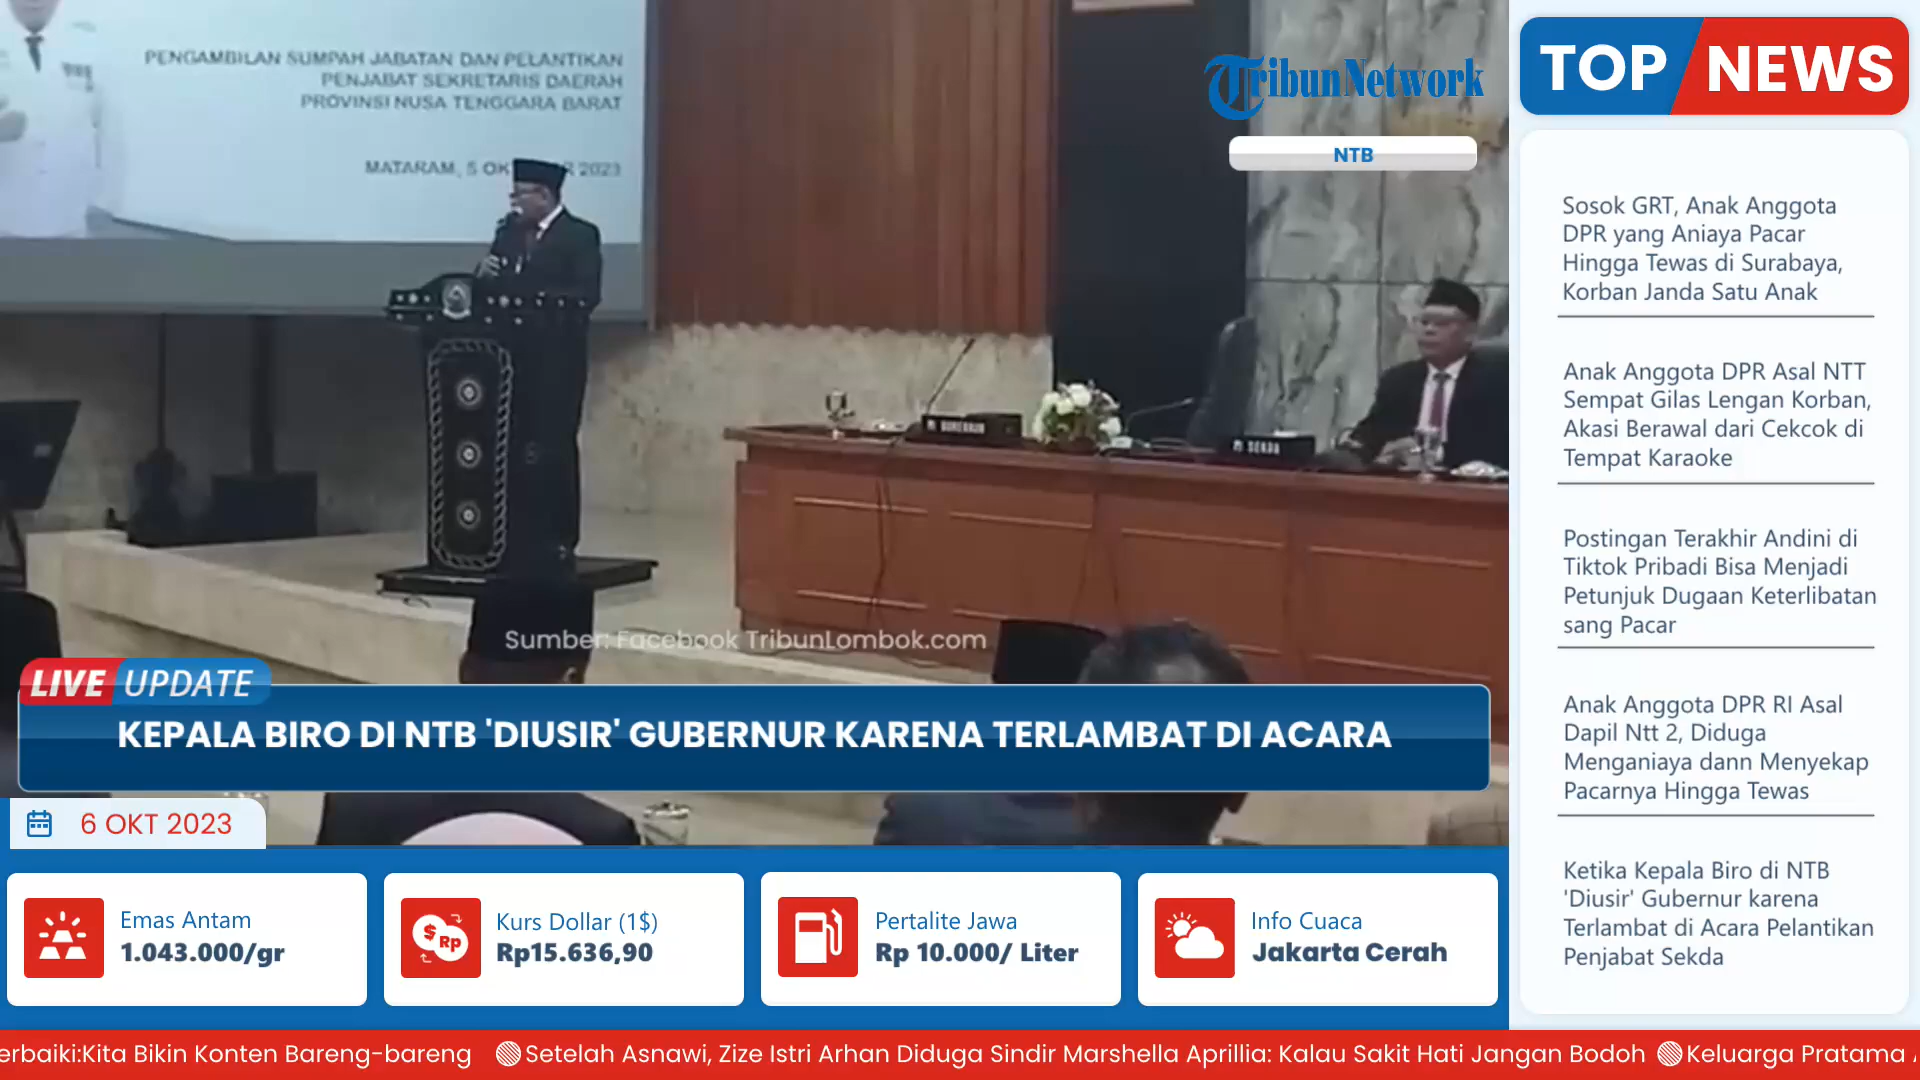 PENGAMBILAN SUMPAH JABATAN DAN PELANTIKAN
PENJABAT SEKRETARIS DAERAH
PROVINSI NUSA TENGGARA BARAT
MATARAM, 5 OK R 2023
TribunNetwork
NTB
Pj. GUBERNUR
Pj. SEKDA
Sumber: Facebook TribunLombok.com
LIVE UPDATE
KEPALA BIRO DI NTB 'DIUSIR' GUBERNUR KARENA TERLAMBAT DI ACARA
6 OKT 2023
Emas Antam
1.043.000/gr
Kurs Dollar (1$)
Rp15.636,90
Pertalite Jawa
Rp 10.000/ Liter
Info Cuaca
Jakarta Cerah
TOP NEWS
Sosok GRT, Anak Anggota
DPR yang Aniaya Pacar
Hingga Tewas di Surabaya,
Korban Janda Satu Anak
Anak Anggota DPR Asal NTT
Sempat Gilas Lengan Korban,
Akasi Berawal dari Cekcok di
Tempat Karaoke
Postingan Terakhir Andini di
Tiktok Pribadi Bisa Menjadi
Petunjuk Dugaan Keterlibatan
sang Pacar
Anak Anggota DPR RI Asal
Dapil Ntt 2, Diduga
Menganiaya dann Menyekap
Pacarnya Hingga Tewas
Ketika Kepala Biro di NTB
'Diusir' Gubernur karena
Terlambat di Acara Pelantikan
Penjabat Sekda
erbaiki:Kita Bikin Konten Bareng-bareng Setelah Asnawi, Zize Istri Arhan Diduga Sindir Marshella Aprillia: Kalau Sakit Hati Jangan Bodoh Keluarga Pratama